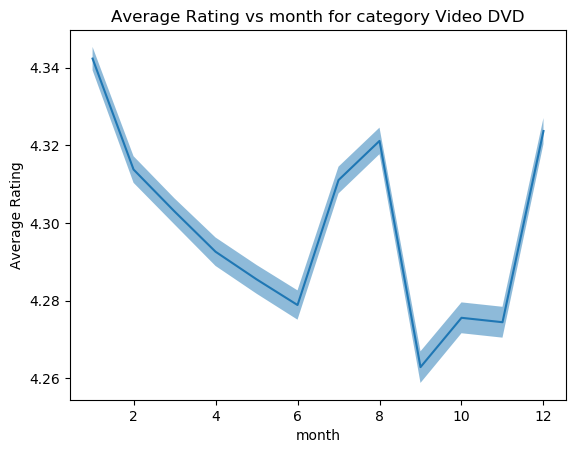 Average Rating vs month for category Video DVD
4.34
4.32
4.30
4.28
4.26
Average Rating
2 4 6 8 10 12
month